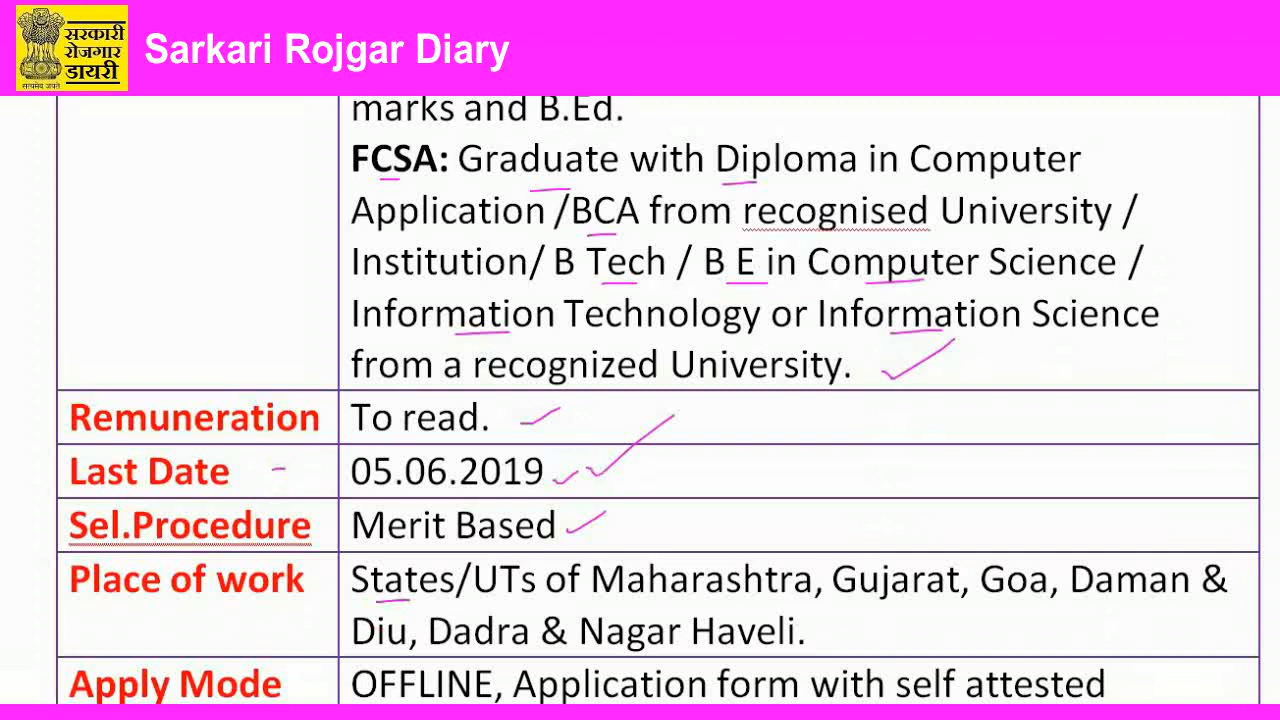 सरकारी
रोजगार
डायरी
सत्यमेव जयते
Sarkari Rojgar Diary
marks and B.Ed.
FCSA: Graduate with Diploma in Computer
Application /BCA from recognised University /
Institution/ B Tech / B E in Computer Science /
Information Technology or Information Science
from a recognized University.
Remuneration To read.
Last Date 05.06.2019
Sel.Procedure Merit Based
Place of work States/UTs of Maharashtra, Gujarat, Goa, Daman &
Diu, Dadra & Nagar Haveli.
Apply Mode OFFLINE, Application form with self attested